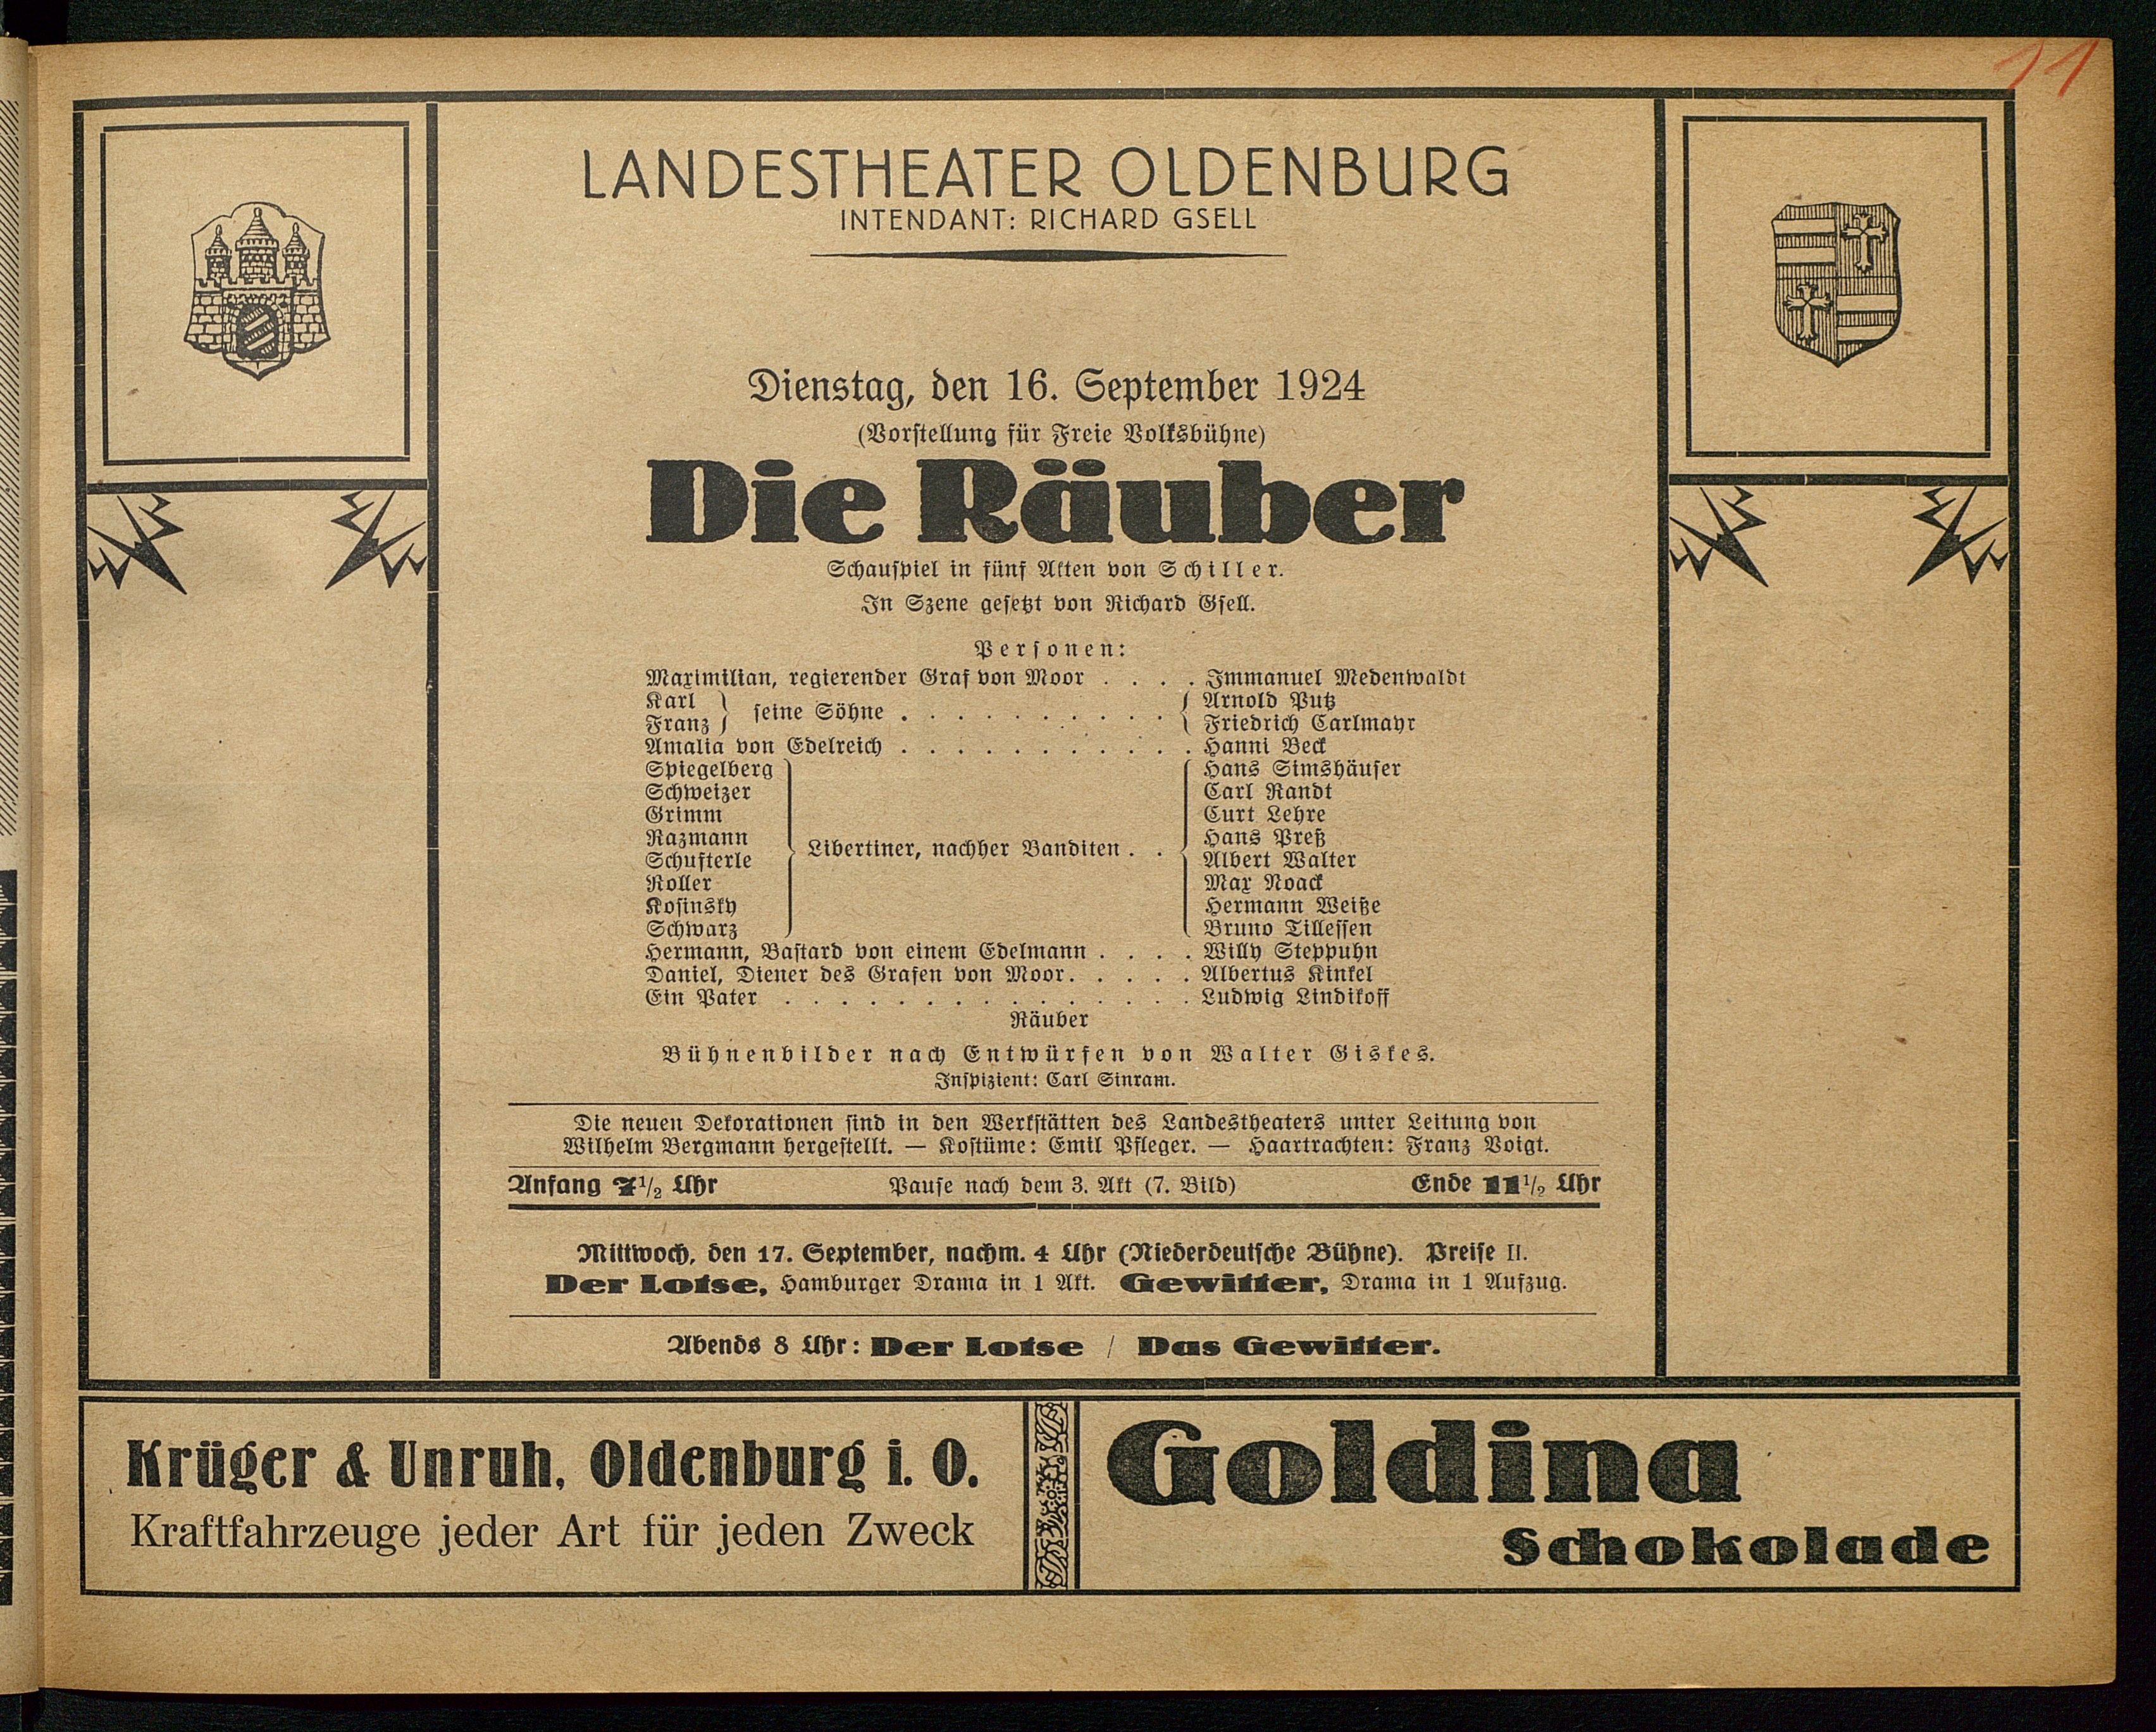 11
LANDESTHEATER OLDENBURG
INTENDANT: RICHARD GSELL
Dienstag, den 16. September 1924
(Vorstellung für Freie Volksbühne)
Die Räuber
Schauspiel in fünf Akten von Schiller.
In Szene gesetzt von Richard Gsell.
Personen:
Maximilian, regierender Graf von Moor . . . . Immanuel Medenwaldt
Karl } seine Söhne . . . . . . . . . . { Arnold Putz
Franz } { Friedrich Carlmayr
Amalia von Edelreich . . . . . . . . . . . Hanni Beck
Spiegelberg Hans Simshäuser
Schweizer Carl Randt
Grimm Curt Lehre
Razmann Hans Preß
Libertiner, nachher Banditen . .
Schufterle Albert Walter
Roller Max Noack
Kosinsky Hermann Weiße
Schwarz Bruno Tillessen
Hermann, Bastard von einem Edelmann . . . . Willy Steppuhn
Daniel, Diener des Grafen von Moor. . . . . Albertus Kinkel
Ein Pater . . . . . . . . . . . . . . . Ludwig Lindikoff
Räuber
Bühnenbilder nach Entwürfen von Walter Giskes.
Inspizient: Carl Sinram.
Die neuen Dekorationen sind in den Werkstätten des Landestheaters unter Leitung von
Wilhelm Bergmann hergestellt. — Kostüme: Emil Pfleger. — Haartrachten: Franz Voigt.
Anfang 7½ Uhr Pause nach dem 3. Akt (7. Bild) Ende 11½ Uhr
Mittwoch, den 17. September, nachm. 4 Uhr (Niederdeutsche Bühne). Preise II.
Der Lotse, Hamburger Drama in 1 Akt. Gewitter, Drama in 1 Aufzug.
Abends 8 Uhr: Der Lotse / Das Gewitter.
Krüger & Unruh, Oldenburg i. O.
Kraftfahrzeuge jeder Art für jeden Zweck
Goldina
Schokolade